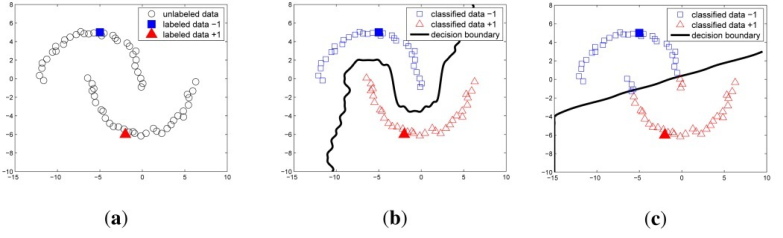 unlabeled data
labeled data −1
labeled data +1
6
4
2
0
−2
−4
−6
−8
−10
−15 −10 −5 0 5 10
(a)
classified data −1
classified data +1
decision boundary
8
6
4
2
0
−2
−4
−6
−8
−10
−12
−15 −10 −5 0 5 10
(b)
classified data −1
classified data +1
decision boundary
6
4
2
0
−2
−4
−6
−8
−10
−15 −10 −5 0 5 10
(c)